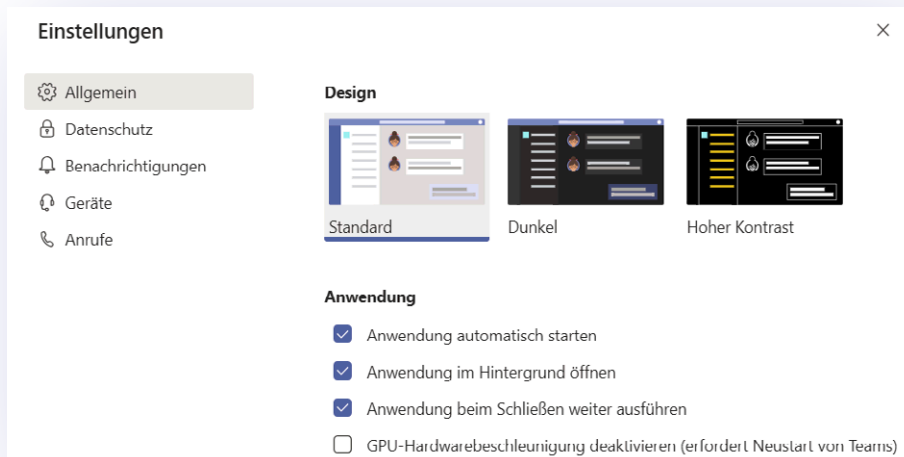 Einstellungen
Allgemein
Datenschutz
Benachrichtigungen
Geräte
Anrufe
Design
Standard
Dunkel
Hoher Kontrast
Anwendung
Anwendung automatisch starten
Anwendung im Hintergrund öffnen
Anwendung beim Schließen weiter ausführen
GPU-Hardwarebeschleunigung deaktivieren (erfordert Neustart von Teams)